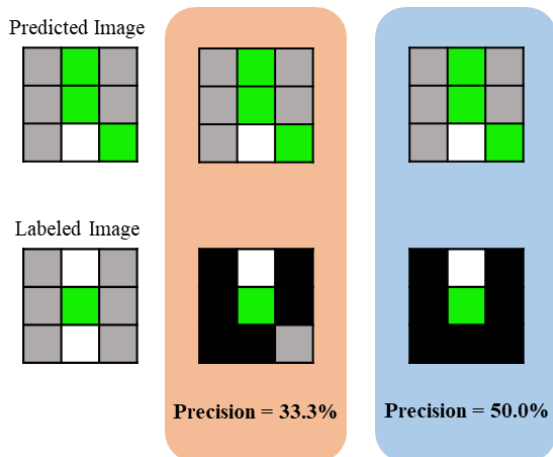 Predicted Image
Labeled Image
Precision = 33.3%
Precision = 50.0%